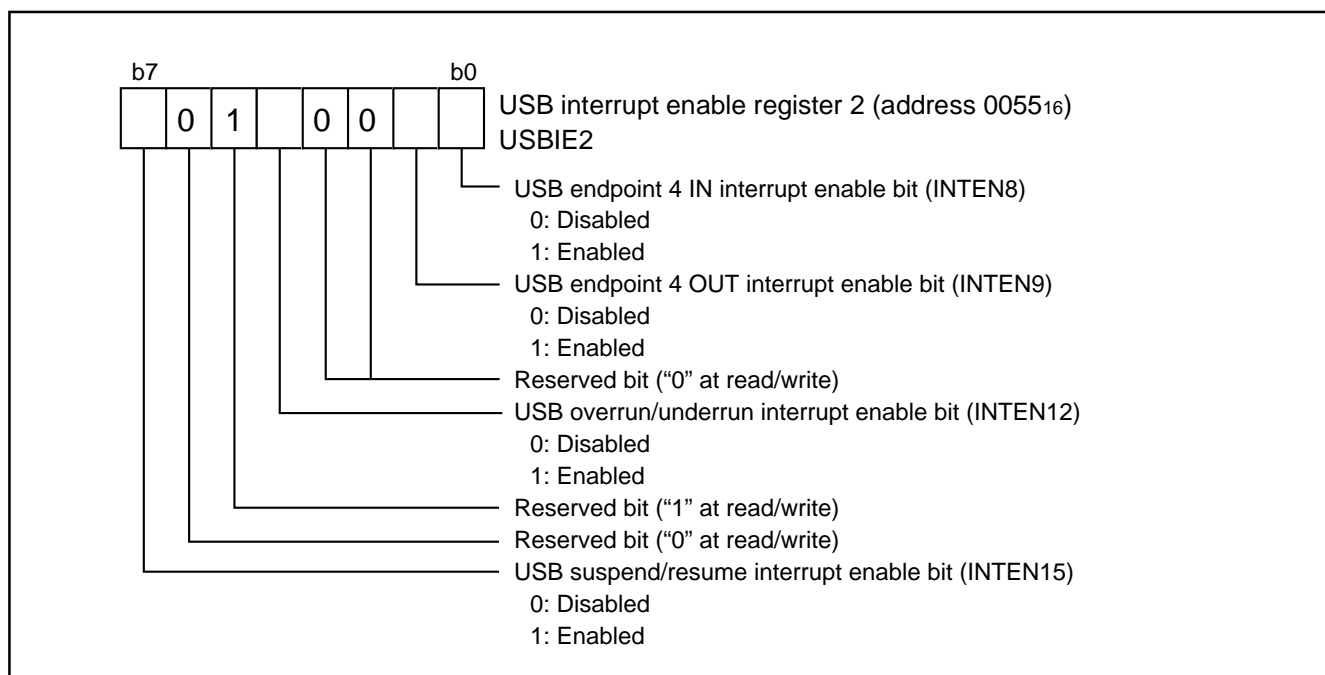 b7 b0
0 1 0 0
USB interrupt enable register 2 (address 005516)
USBIE2
USB endpoint 4 IN interrupt enable bit (INTEN8)
0: Disabled
1: Enabled
USB endpoint 4 OUT interrupt enable bit (INTEN9)
0: Disabled
1: Enabled
Reserved bit (“0” at read/write)
USB overrun/underrun interrupt enable bit (INTEN12)
0: Disabled
1: Enabled
Reserved bit (“1” at read/write)
Reserved bit (“0” at read/write)
USB suspend/resume interrupt enable bit (INTEN15)
0: Disabled
1: Enabled